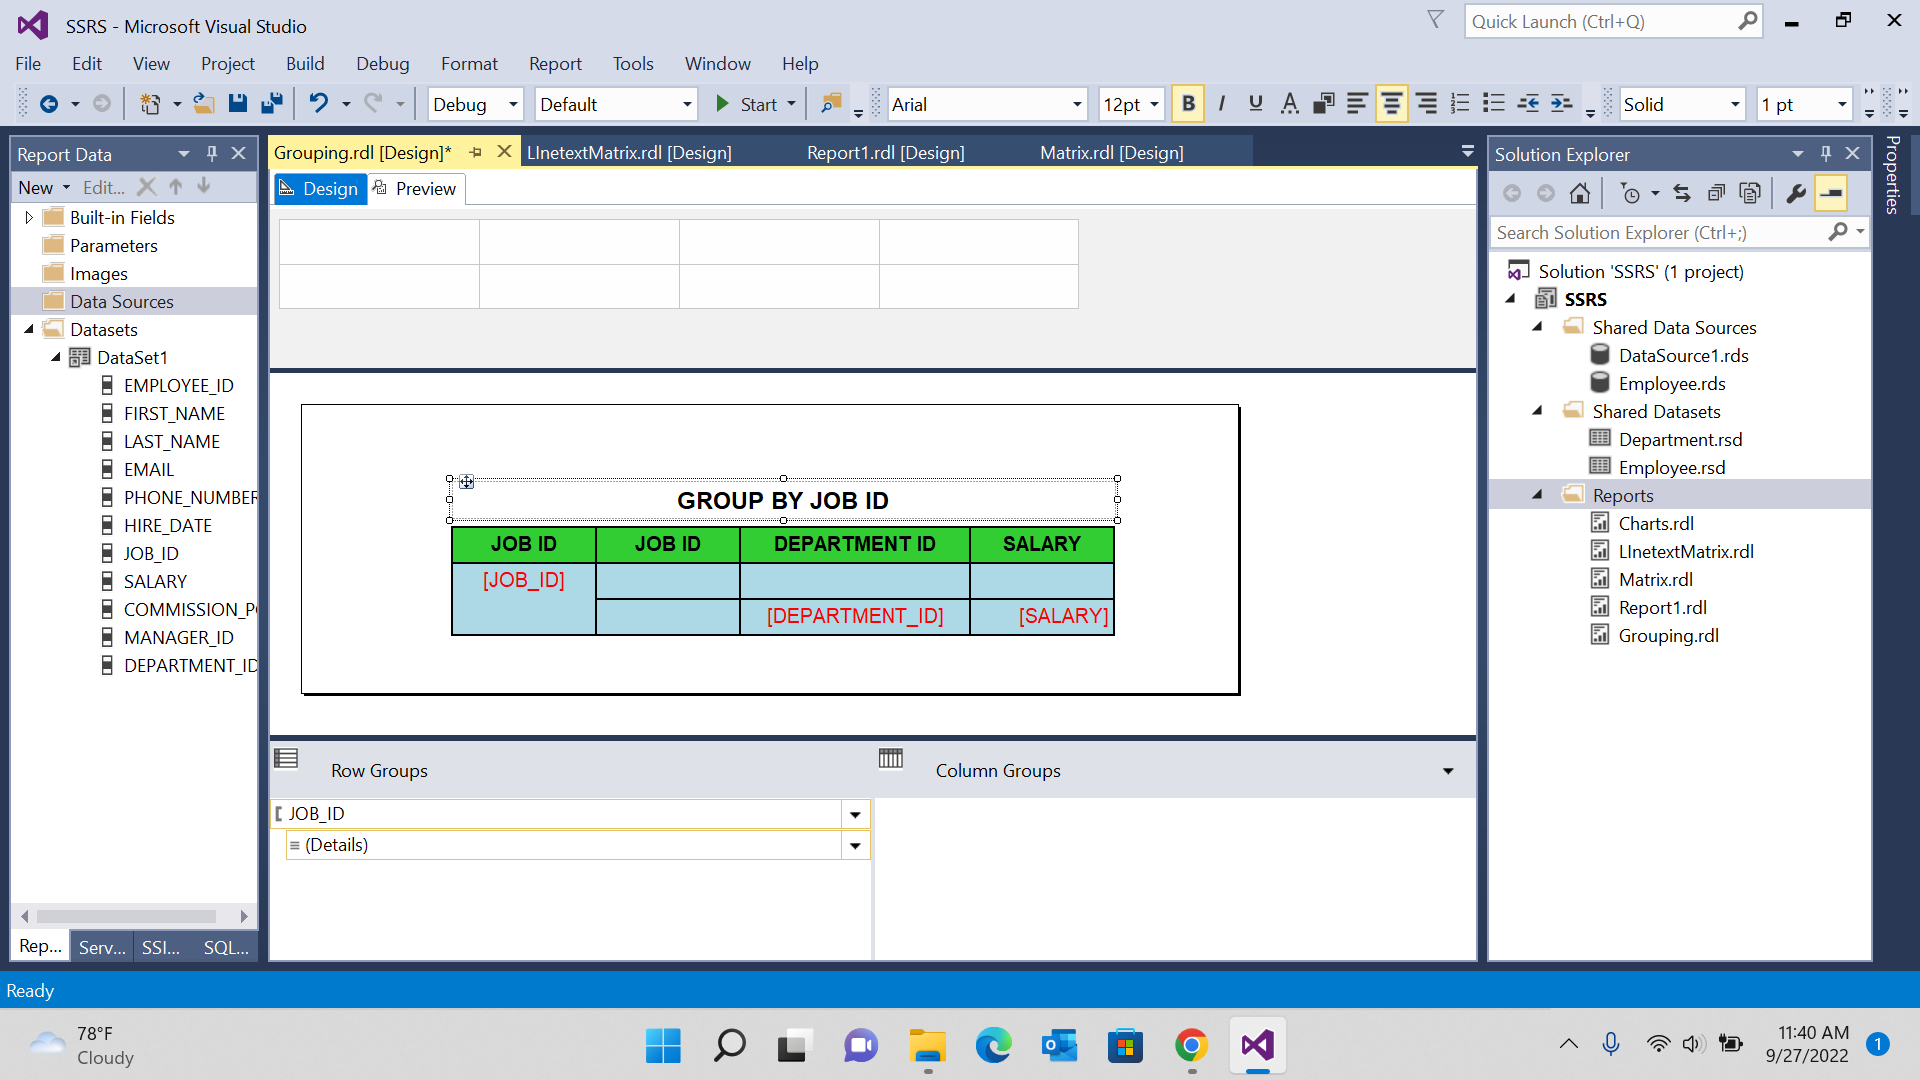 SSRS - Microsoft Visual Studio
Quick Launch (Ctrl+Q)
File Edit View Project Build Debug Format Report Tools Window Help
Debug Default Start Arial 12pt B I U A Solid 1 pt
Report Data
New Edit...
Built-in Fields
Parameters
Images
Data Sources
Datasets
DataSet1
EMPLOYEE_ID
FIRST_NAME
LAST_NAME
EMAIL
PHONE_NUMBER
HIRE_DATE
JOB_ID
SALARY
COMMISSION_P
MANAGER_ID
DEPARTMENT_ID
Rep... Serv... SSI... SQL...
Grouping.rdl [Design]* LInetextMatrix.rdl [Design] Report1.rdl [Design] Matrix.rdl [Design]
Design Preview
GROUP BY JOB ID
JOB ID JOB ID DEPARTMENT ID SALARY
[JOB_ID]
[DEPARTMENT_ID] [SALARY]
Row Groups Column Groups
JOB_ID
(Details)
Solution Explorer
Search Solution Explorer (Ctrl+;)
Solution 'SSRS' (1 project)
SSRS
Shared Data Sources
DataSource1.rds
Employee.rds
Shared Datasets
Department.rsd
Employee.rsd
Reports
Charts.rdl
LInetextMatrix.rdl
Matrix.rdl
Report1.rdl
Grouping.rdl
Properties
Ready
78°F
Cloudy
11:40 AM
9/27/2022
1